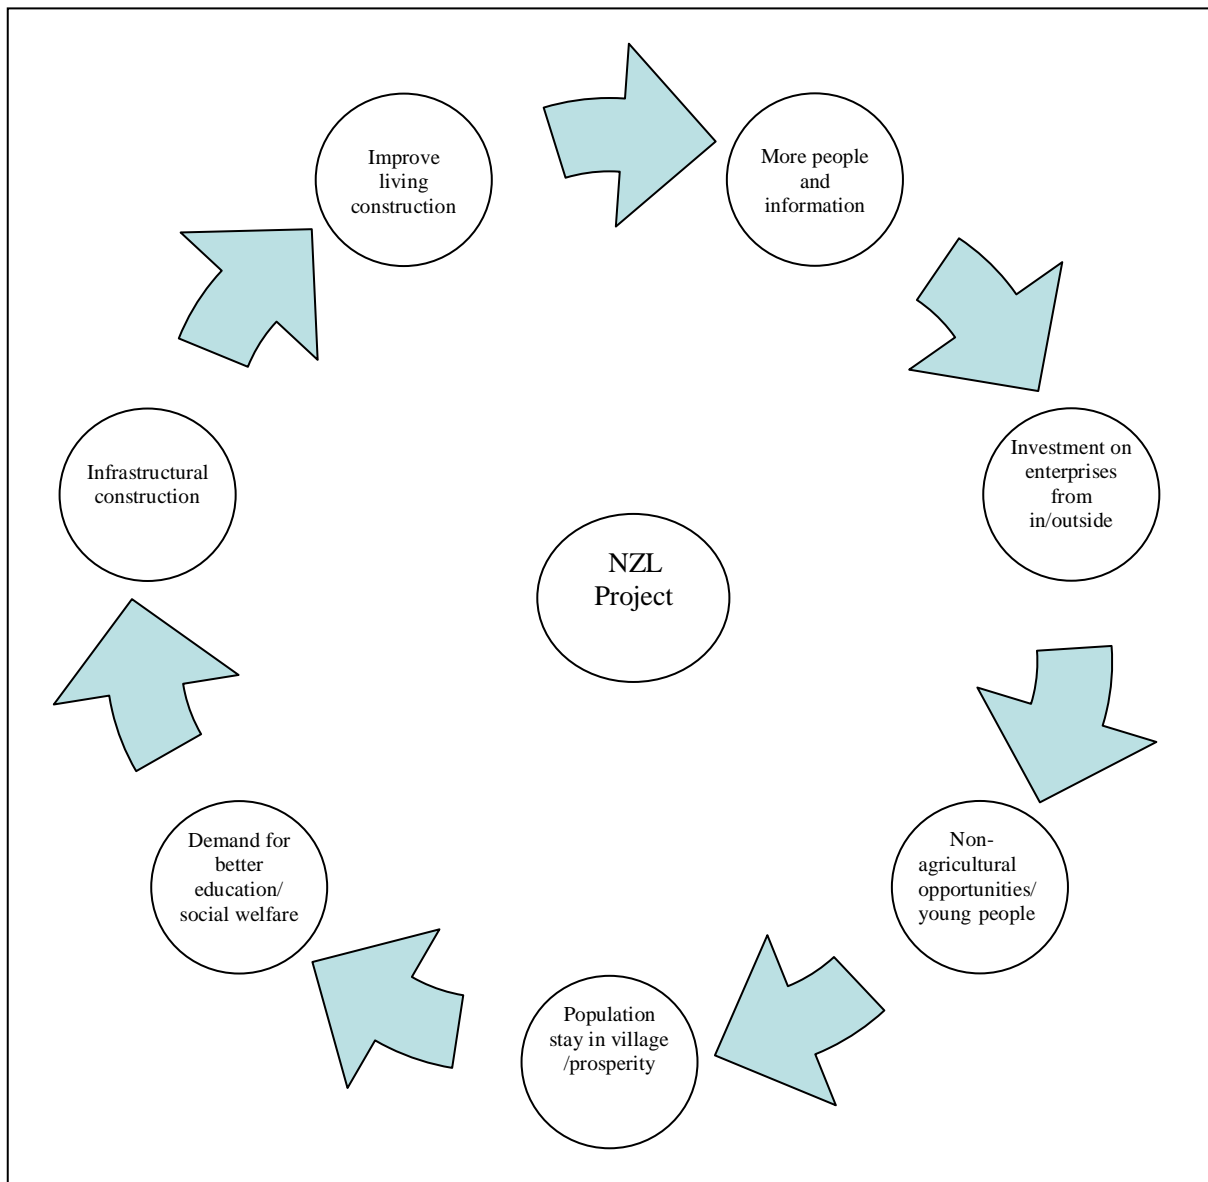 Improve
living
construction
More people
and
information
Investment on
enterprises
from
in/outside
Non-
agricultural
opportunities/
young people
Population
stay in village
/prosperity
Demand for
better
education/
social welfare
Infrastructural
construction
NZL
Project